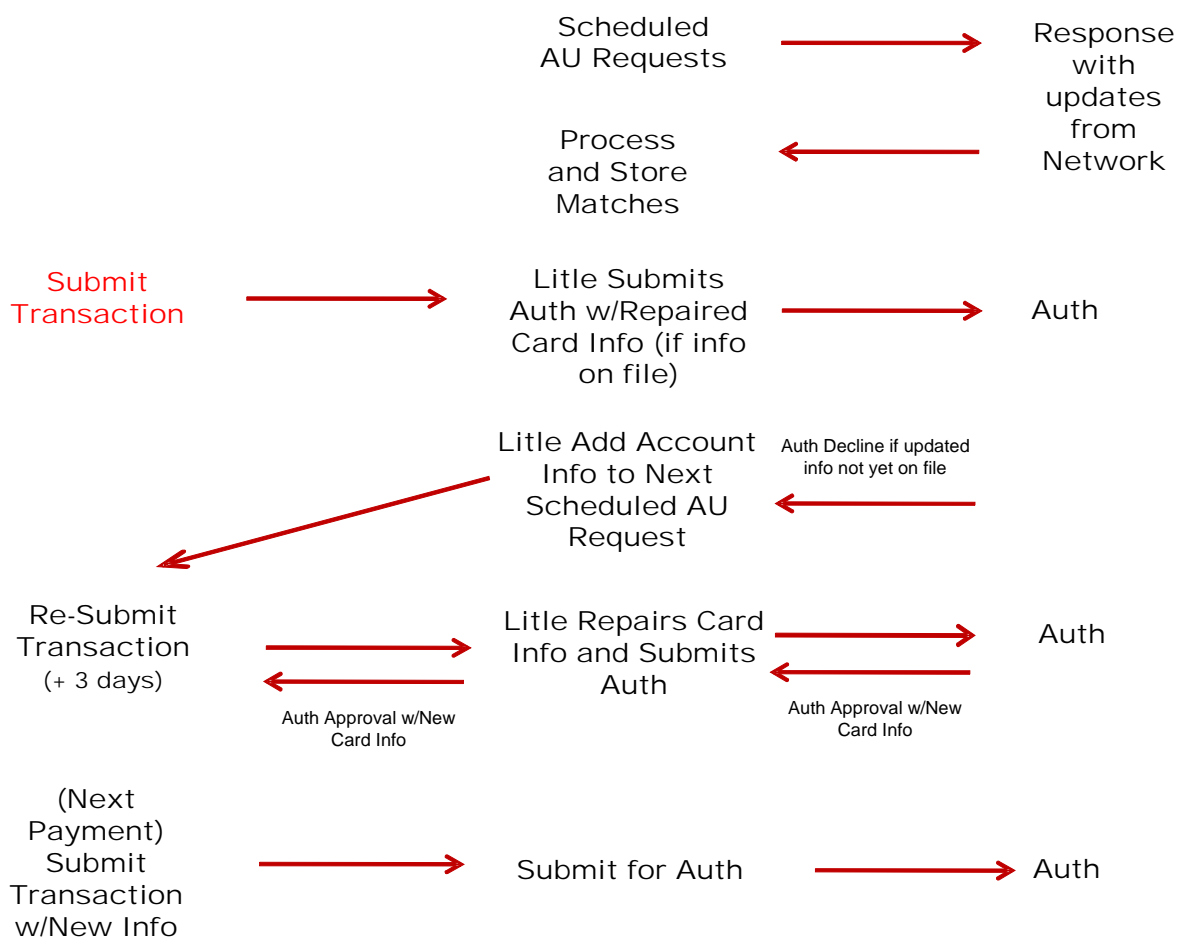 Scheduled
AU Requests
Response
with
updates
from
Network
Process
and Store
Matches
Submit
Transaction
Litle Submits
Auth w/Repaired
Card Info (if info
on file)
Auth
Litle Add Account
Info to Next
Scheduled AU
Request
Auth Decline if updated
info not yet on file
Re-Submit
Transaction
(+ 3 days)
Litle Repairs Card
Info and Submits
Auth
Auth
Auth Approval w/New
Card Info
Auth Approval w/New
Card Info
(Next
Payment)
Submit
Transaction
w/New Info
Submit for Auth
Auth